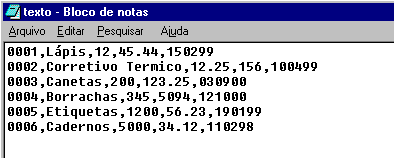 texto - Bloco de notas
Arquivo Editar Pesquisar Ajuda
0001,Lápis,12,45.44,150299
0002,Corretivo Termico,12.25,156,100499
0003,Canetas,200,123.25,030900
0004,Borrachas,345,5094,121000
0005,Etiquetas,1200,56.23,190199
0006,Cadernos,5000,34.12,110298